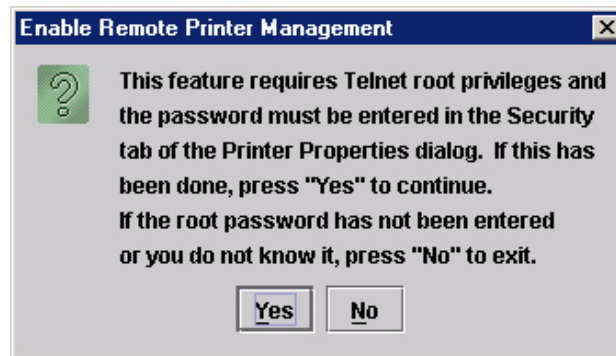 Enable Remote Printer Management
This feature requires Telnet root privileges and
the password must be entered in the Security
tab of the Printer Properties dialog.  If this has
been done, press "Yes" to continue.
If the root password has not been entered
or you do not know it, press "No" to exit.
Yes No